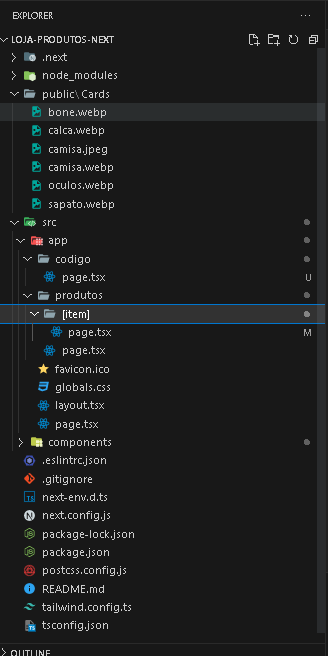 EXPLORER
LOJA-PRODUTOS-NEXT
.next
node_modules
public\Cards
bone.webp
calca.webp
camisa.jpeg
camisa.webp
oculos.webp
sapato.webp
src
app
codigo
page.tsx U
produtos
[item]
page.tsx M
page.tsx
favicon.ico
globals.css
layout.tsx
page.tsx
components
.eslintrc.json
.gitignore
next-env.d.ts
next.config.js
package-lock.json
package.json
postcss.config.js
README.md
tailwind.config.ts
tsconfig.json
OUTLINE